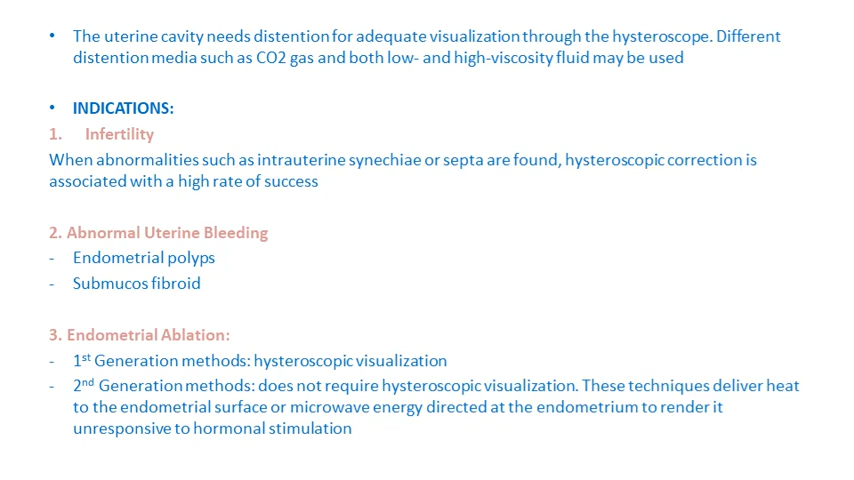 • The uterine cavity needs distention for adequate visualization through the hysteroscope. Different
distention media such as CO2 gas and both low- and high-viscosity fluid may be used
• INDICATIONS:
1. Infertility
When abnormalities such as intrauterine synechiae or septa are found, hysteroscopic correction is
associated with a high rate of success
2. Abnormal Uterine Bleeding
- Endometrial polyps
- Submucos fibroid
3. Endometrial Ablation:
- 1st Generation methods: hysteroscopic visualization
- 2nd Generation methods: does not require hysteroscopic visualization. These techniques deliver heat
to the endometrial surface or microwave energy directed at the endometrium to render it
unresponsive to hormonal stimulation